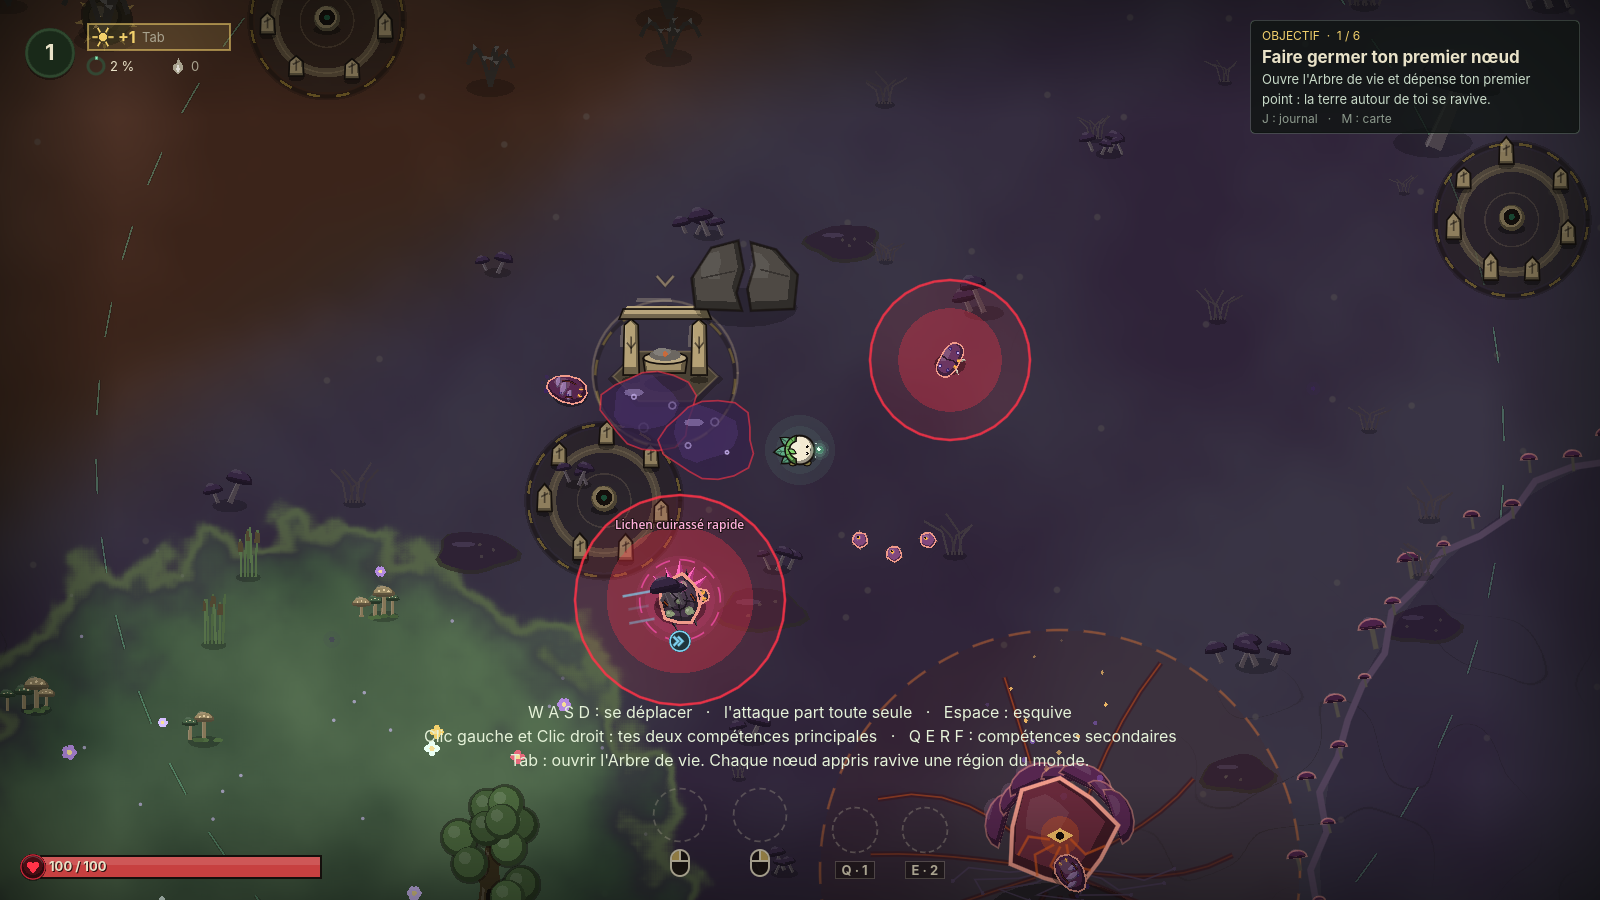 1
+1 Tab
2 % 0
OBJECTIF · 1 / 6
Faire germer ton premier nœud
Ouvre l'Arbre de vie et dépense ton premier
point : la terre autour de toi se ravive.
J : journal · M : carte
Lichen cuirassé rapide
W A S D : se déplacer · l'attaque part toute seule · Espace : esquive
Clic gauche et Clic droit : tes deux compétences principales · Q E R F : compétences secondaires
Tab : ouvrir l'Arbre de vie. Chaque nœud appris ravive une région du monde.
100 / 100
Q · 1
E · 2